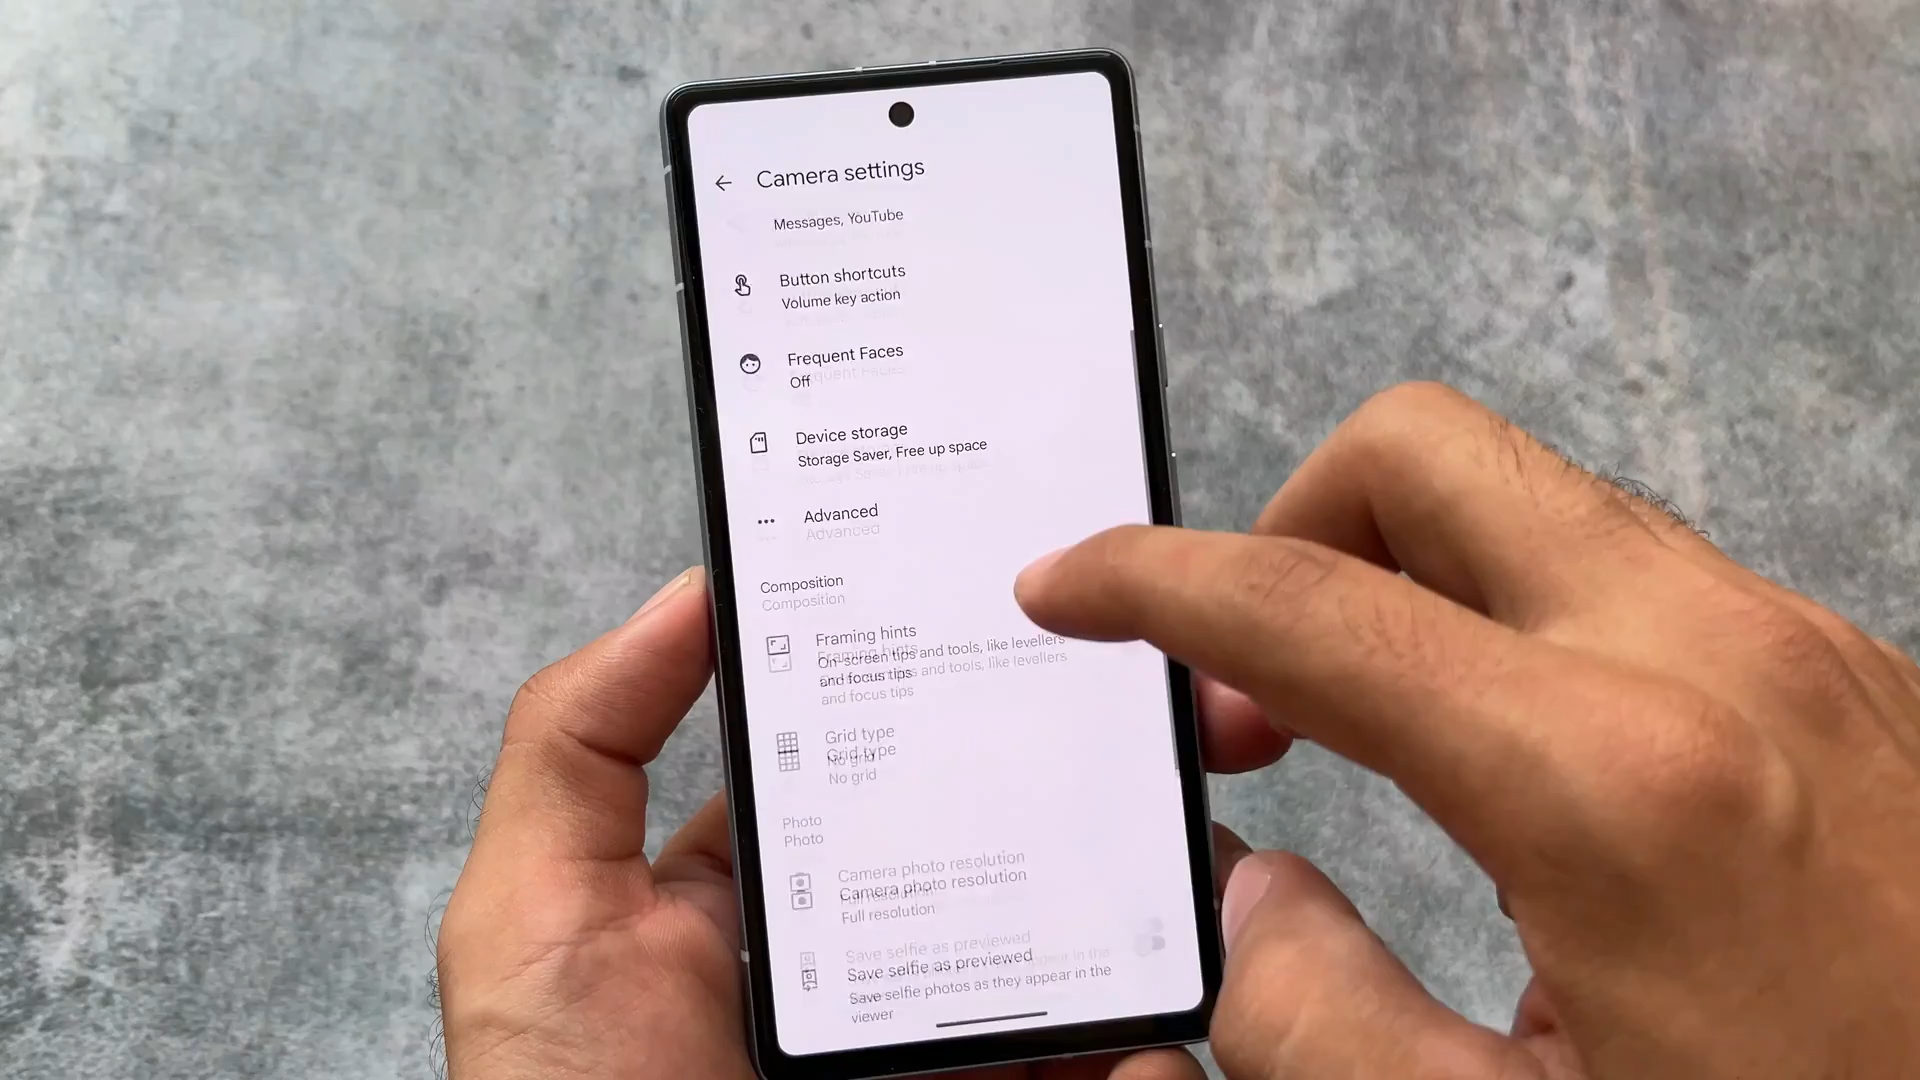 Camera settings
Messages, YouTube
Button shortcuts
Volume key action
Frequent Faces
Off
Device storage
Storage Saver, Free up space
Advanced
Composition
Framing hints
On-screen tips and tools, like levellers
and focus tips
Grid type
No grid
Photo
Camera photo resolution
Full resolution
Save selfie as previewed
Save selfie photos as they appear in the
viewer